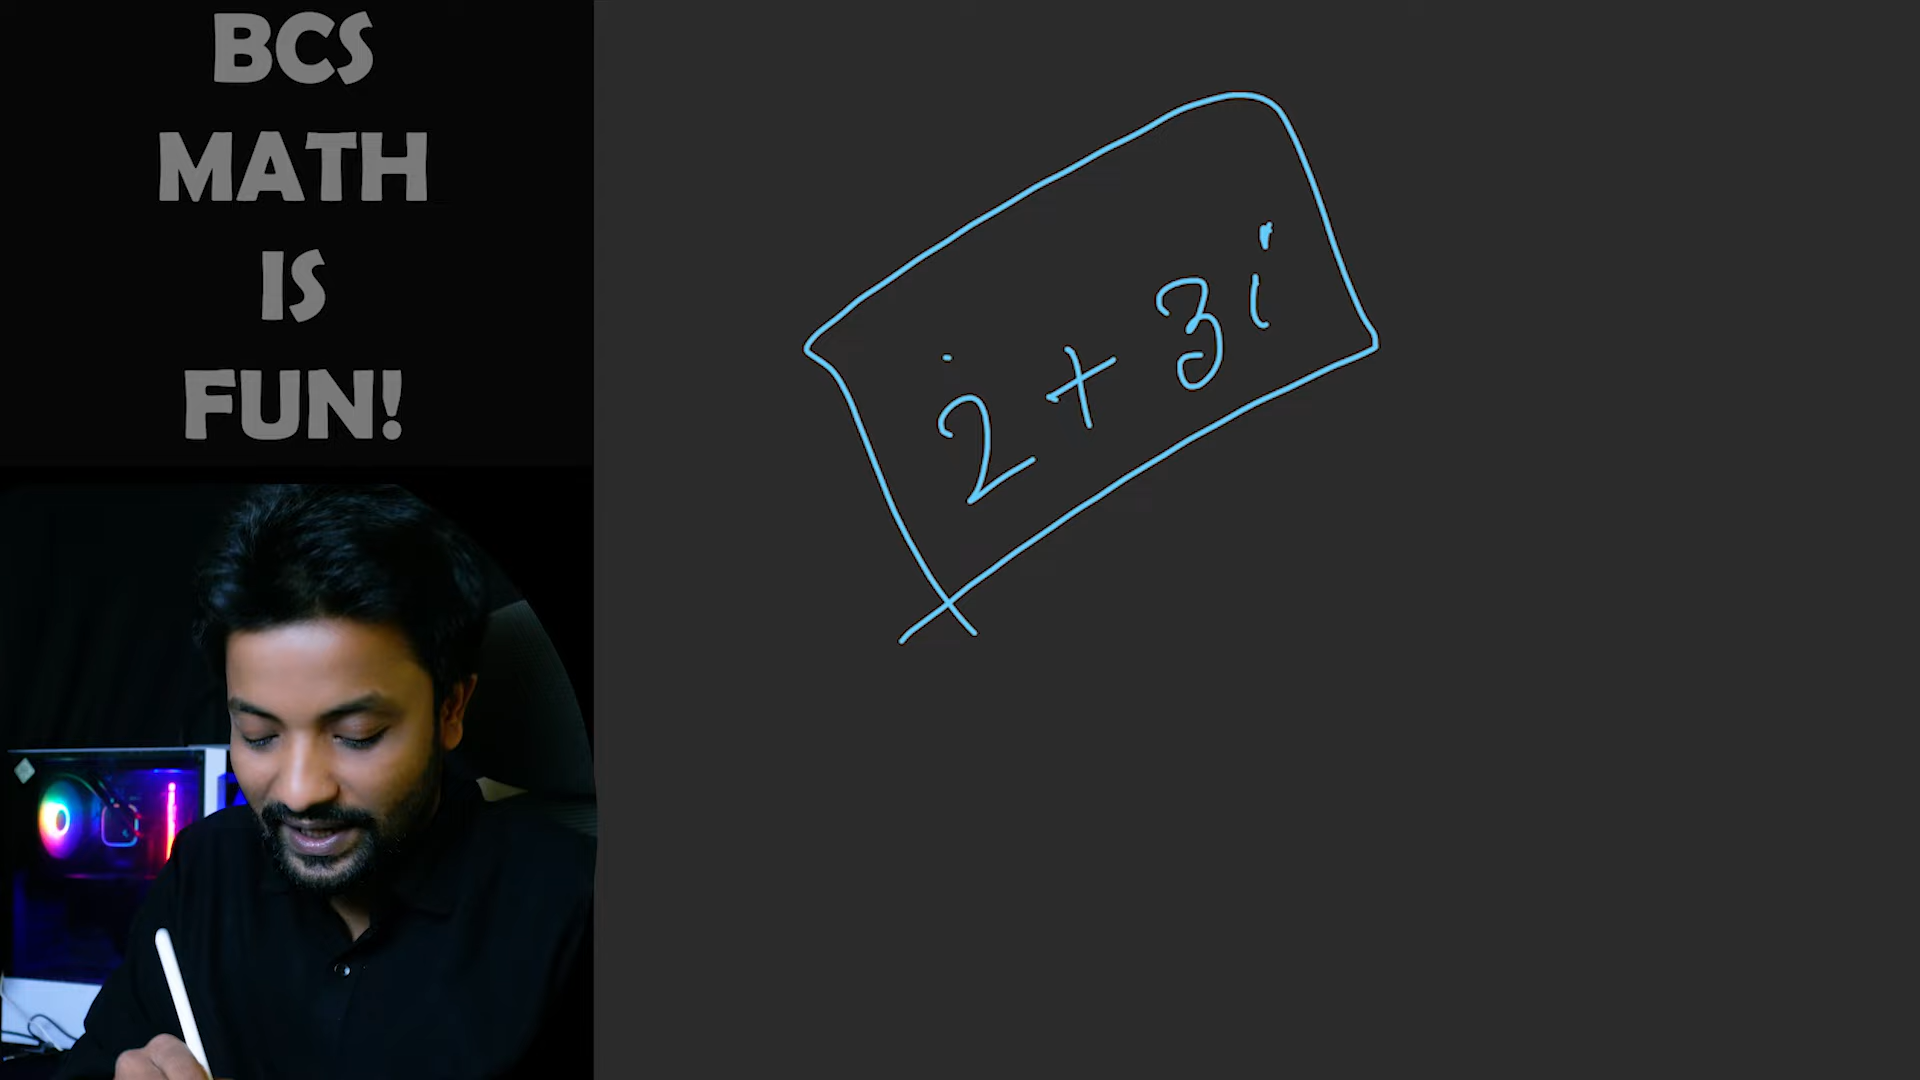 BCS
MATH
IS
FUN!
2 + 3i